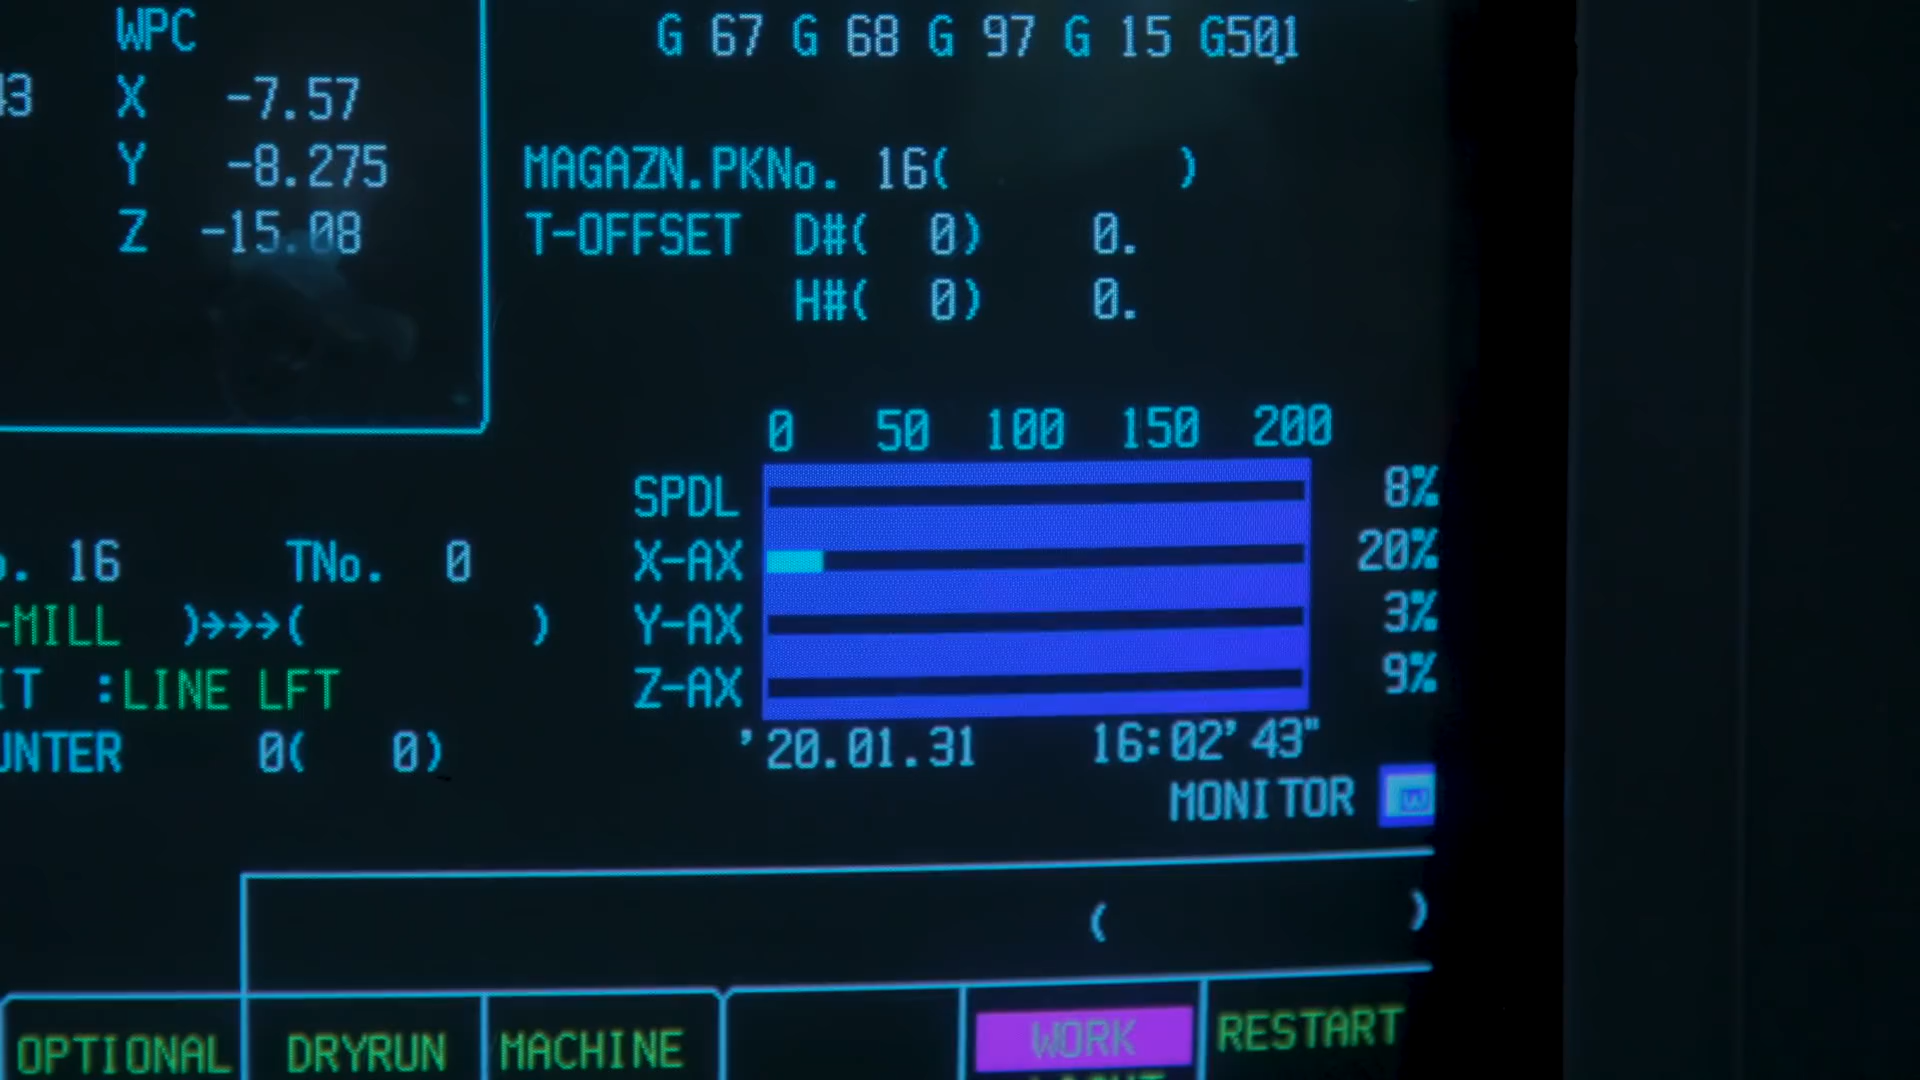 WPC
G 67 G 68 G 97 G 15 G501
43 X -7.57
Y -8.275
Z -15.08
MAGAZN.PKNo. 16( )
T-OFFSET D#( 0) 0.
H#( 0) 0.
0 50 100 150 200
SPDL 8%
X-AX 20%
Y-AX 3%
Z-AX 9%
o. 16 TNo. 0
-MILL )→→→( )
IT :LINE LFT
UNTER 0( 0)
'20.01.31 16:02'43"
MONITOR W
( )
OPTIONAL DRYRUN MACHINE WORK RESTART